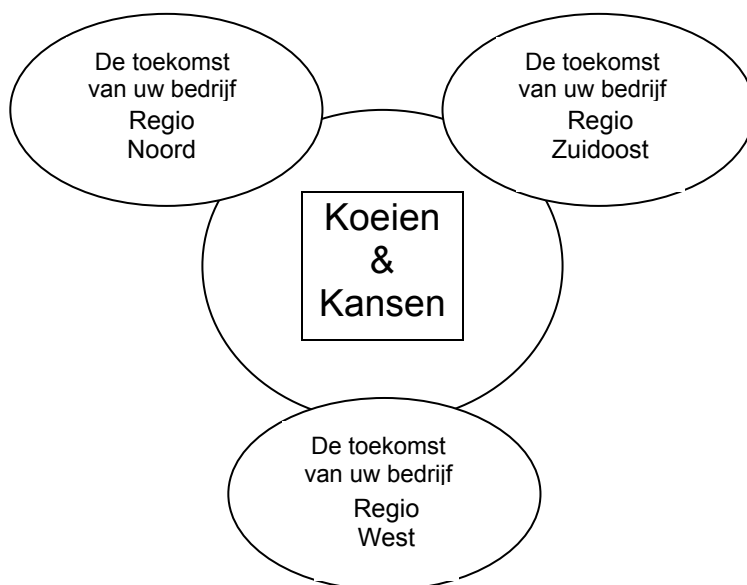 De toekomst
van uw bedrijf
Regio
Noord
De toekomst
van uw bedrijf
Regio
Zuidoost
Koeien
&
Kansen
De toekomst
van uw bedrijf
Regio
West